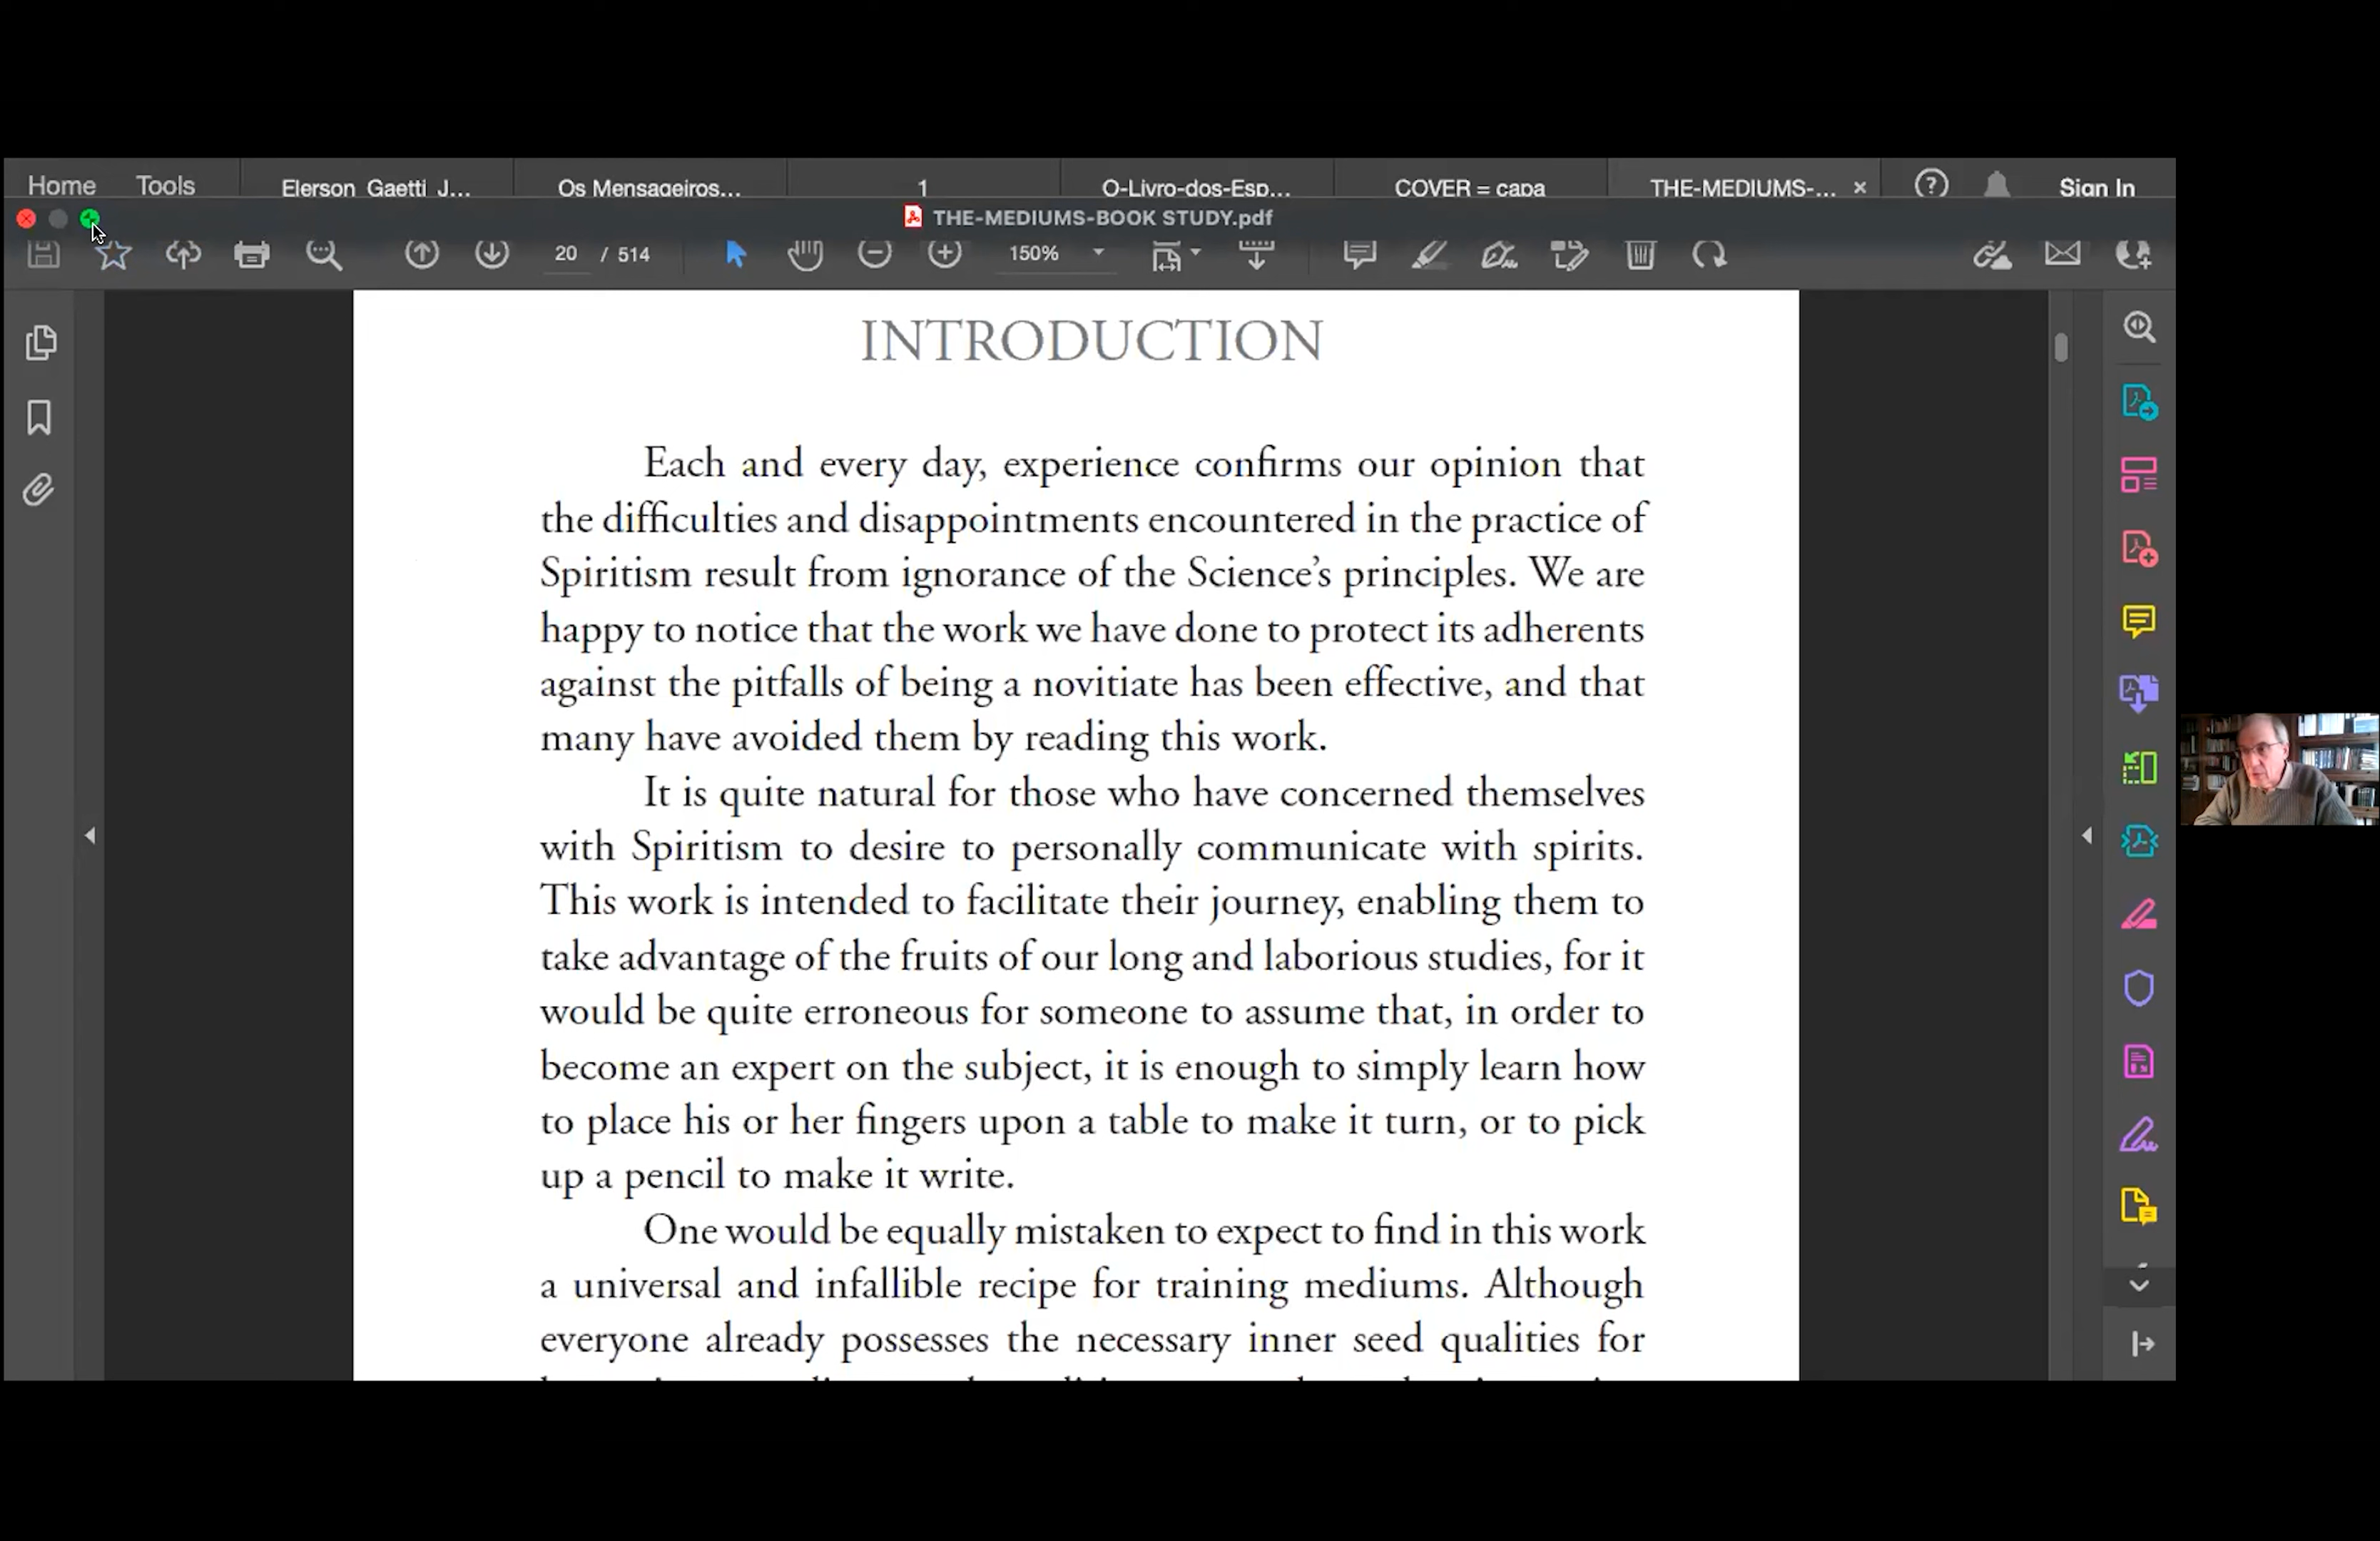 Home Tools Elerson Gaetti J... Os Mensageiros... 1 O-Livro-dos-Esp... COVER = capa THE-MEDIUMS-... × Sign In
THE-MEDIUMS-BOOK STUDY.pdf
20 / 514 150%
INTRODUCTION
Each and every day, experience confirms our opinion that
the difficulties and disappointments encountered in the practice of
Spiritism result from ignorance of the Science’s principles. We are
happy to notice that the work we have done to protect its adherents
against the pitfalls of being a novitiate has been effective, and that
many have avoided them by reading this work.
It is quite natural for those who have concerned themselves
with Spiritism to desire to personally communicate with spirits.
This work is intended to facilitate their journey, enabling them to
take advantage of the fruits of our long and laborious studies, for it
would be quite erroneous for someone to assume that, in order to
become an expert on the subject, it is enough to simply learn how
to place his or her fingers upon a table to make it turn, or to pick
up a pencil to make it write.
One would be equally mistaken to expect to find in this work
a universal and infallible recipe for training mediums. Although
everyone already possesses the necessary inner seed qualities for